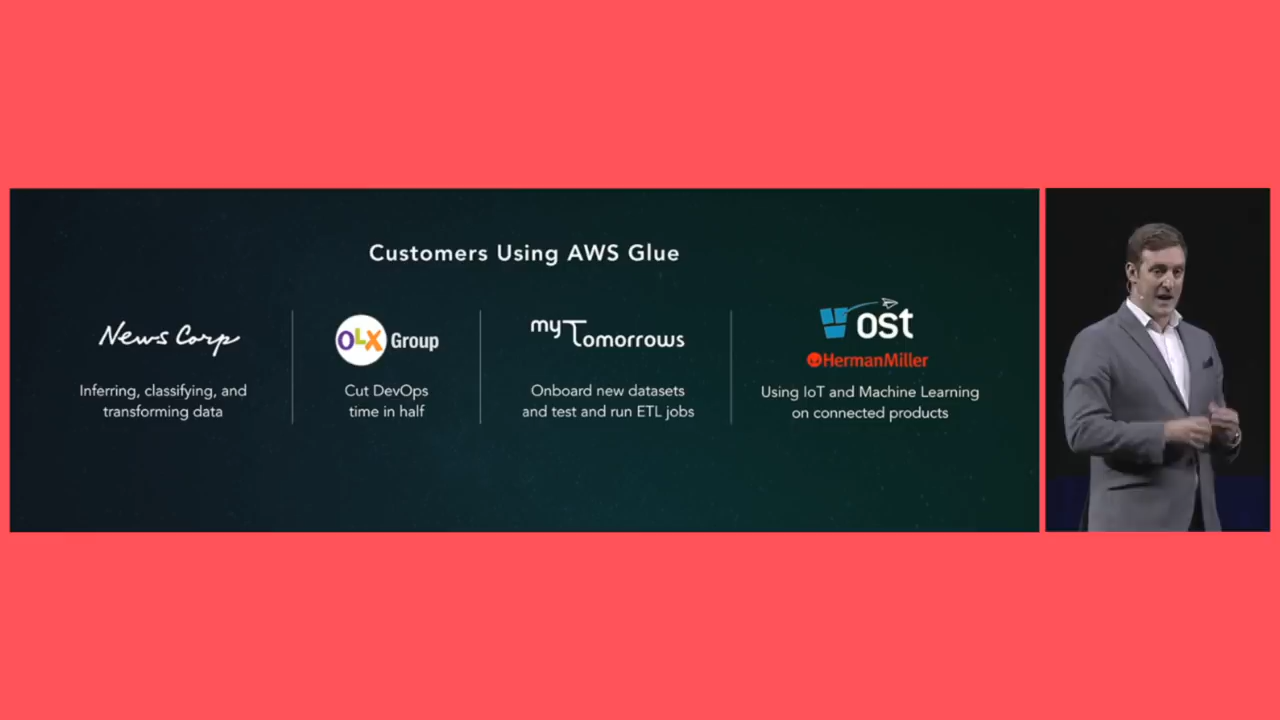 Customers Using AWS Glue
News Corp
Inferring, classifying, and
transforming data
OLX Group
Cut DevOps
time in half
myTomorrows
Onboard new datasets
and test and run ETL jobs
ost
HermanMiller
Using IoT and Machine Learning
on connected products